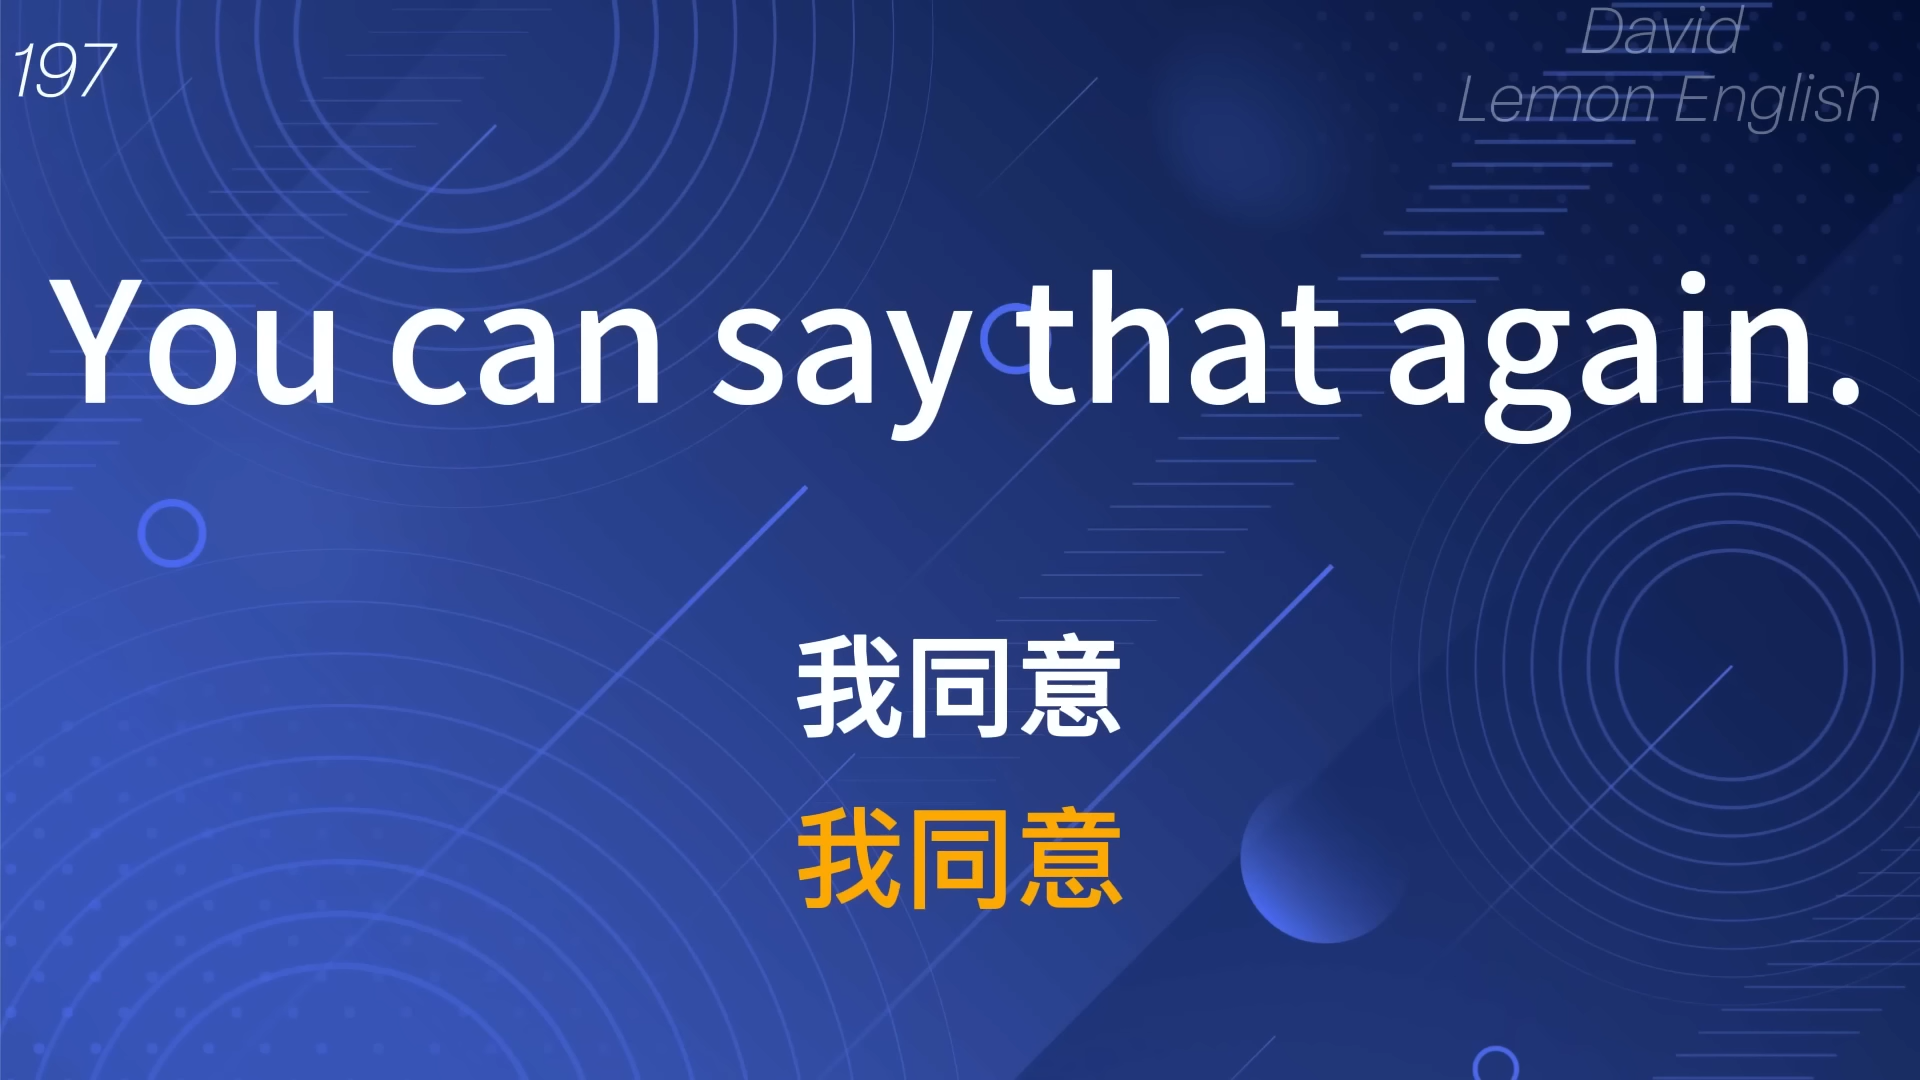 197
David
Lemon English
You can say that again.
我同意
我同意